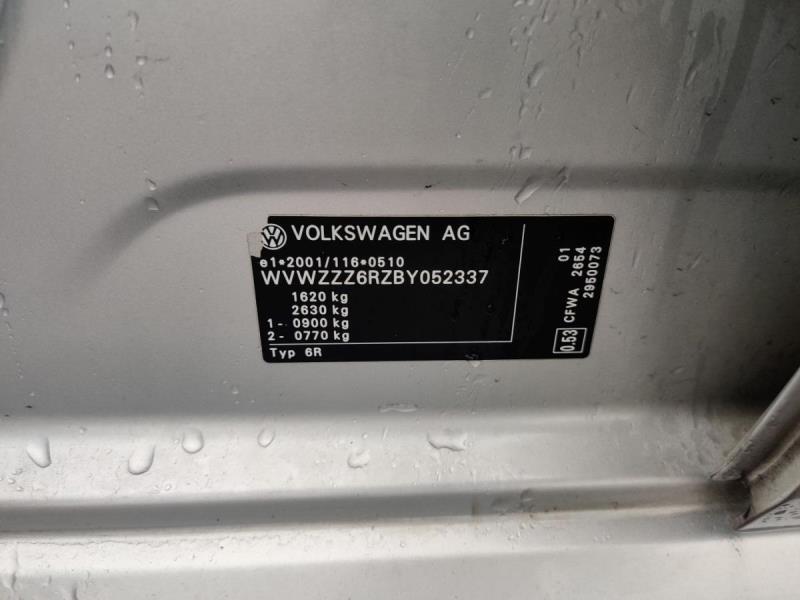 VOLKSWAGEN AG
e1*2001/116*0510
WVWZZZ6RZBY052337
1620 kg
2630 kg
1- 0900 kg
2- 0770 kg
Typ 6R
01
CFWA 2654
2950073
0.53